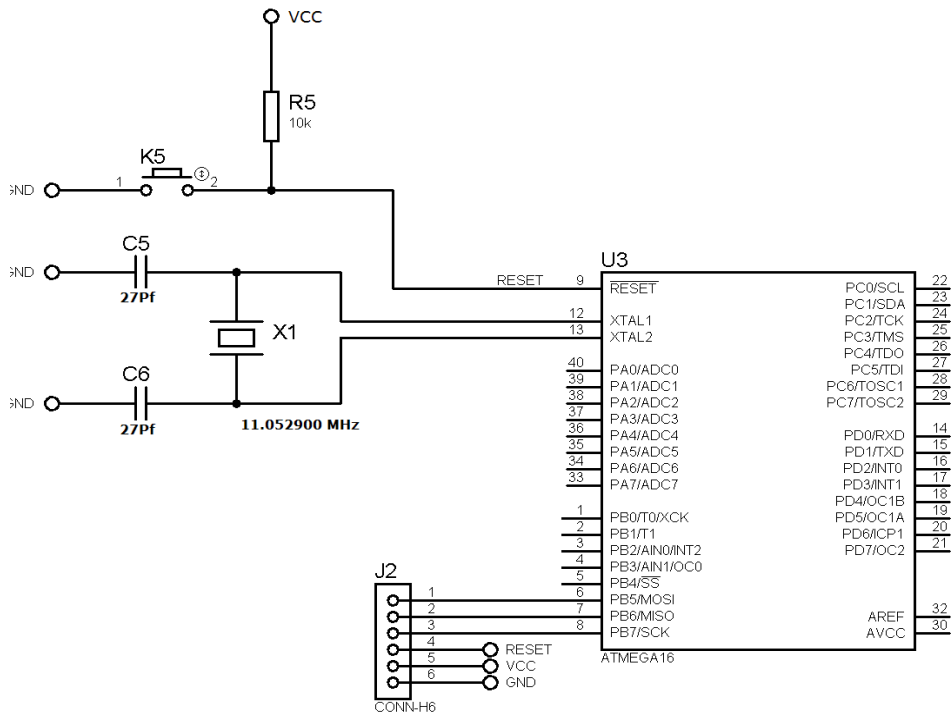 VCC
R5
10k
K5
1
2
GND
C5
GND
27Pf
X1
C6
GND
27Pf
11.052900 MHz
U3
RESET
9
RESET
12
XTAL1
13
XTAL2
40
PA0/ADC0
39
PA1/ADC1
38
PA2/ADC2
37
PA3/ADC3
36
PA4/ADC4
35
PA5/ADC5
34
PA6/ADC6
33
PA7/ADC7
1
PB0/T0/XCK
2
PB1/T1
3
PB2/AIN0/INT2
4
PB3/AIN1/OC0
5
PB4/SS
6
PB5/MOSI
7
PB6/MISO
8
PB7/SCK
PC0/SCL
22
PC1/SDA
23
PC2/TCK
24
PC3/TMS
25
PC4/TDO
26
PC5/TDI
27
PC6/TOSC1
28
PC7/TOSC2
29
PD0/RXD
14
PD1/TXD
15
PD2/INT0
16
PD3/INT1
17
PD4/OC1B
18
PD5/OC1A
19
PD6/ICP1
20
PD7/OC2
21
AREF
32
AVCC
30
ATMEGA16
J2
1
2
3
4
RESET
5
VCC
6
GND
CONN-H6